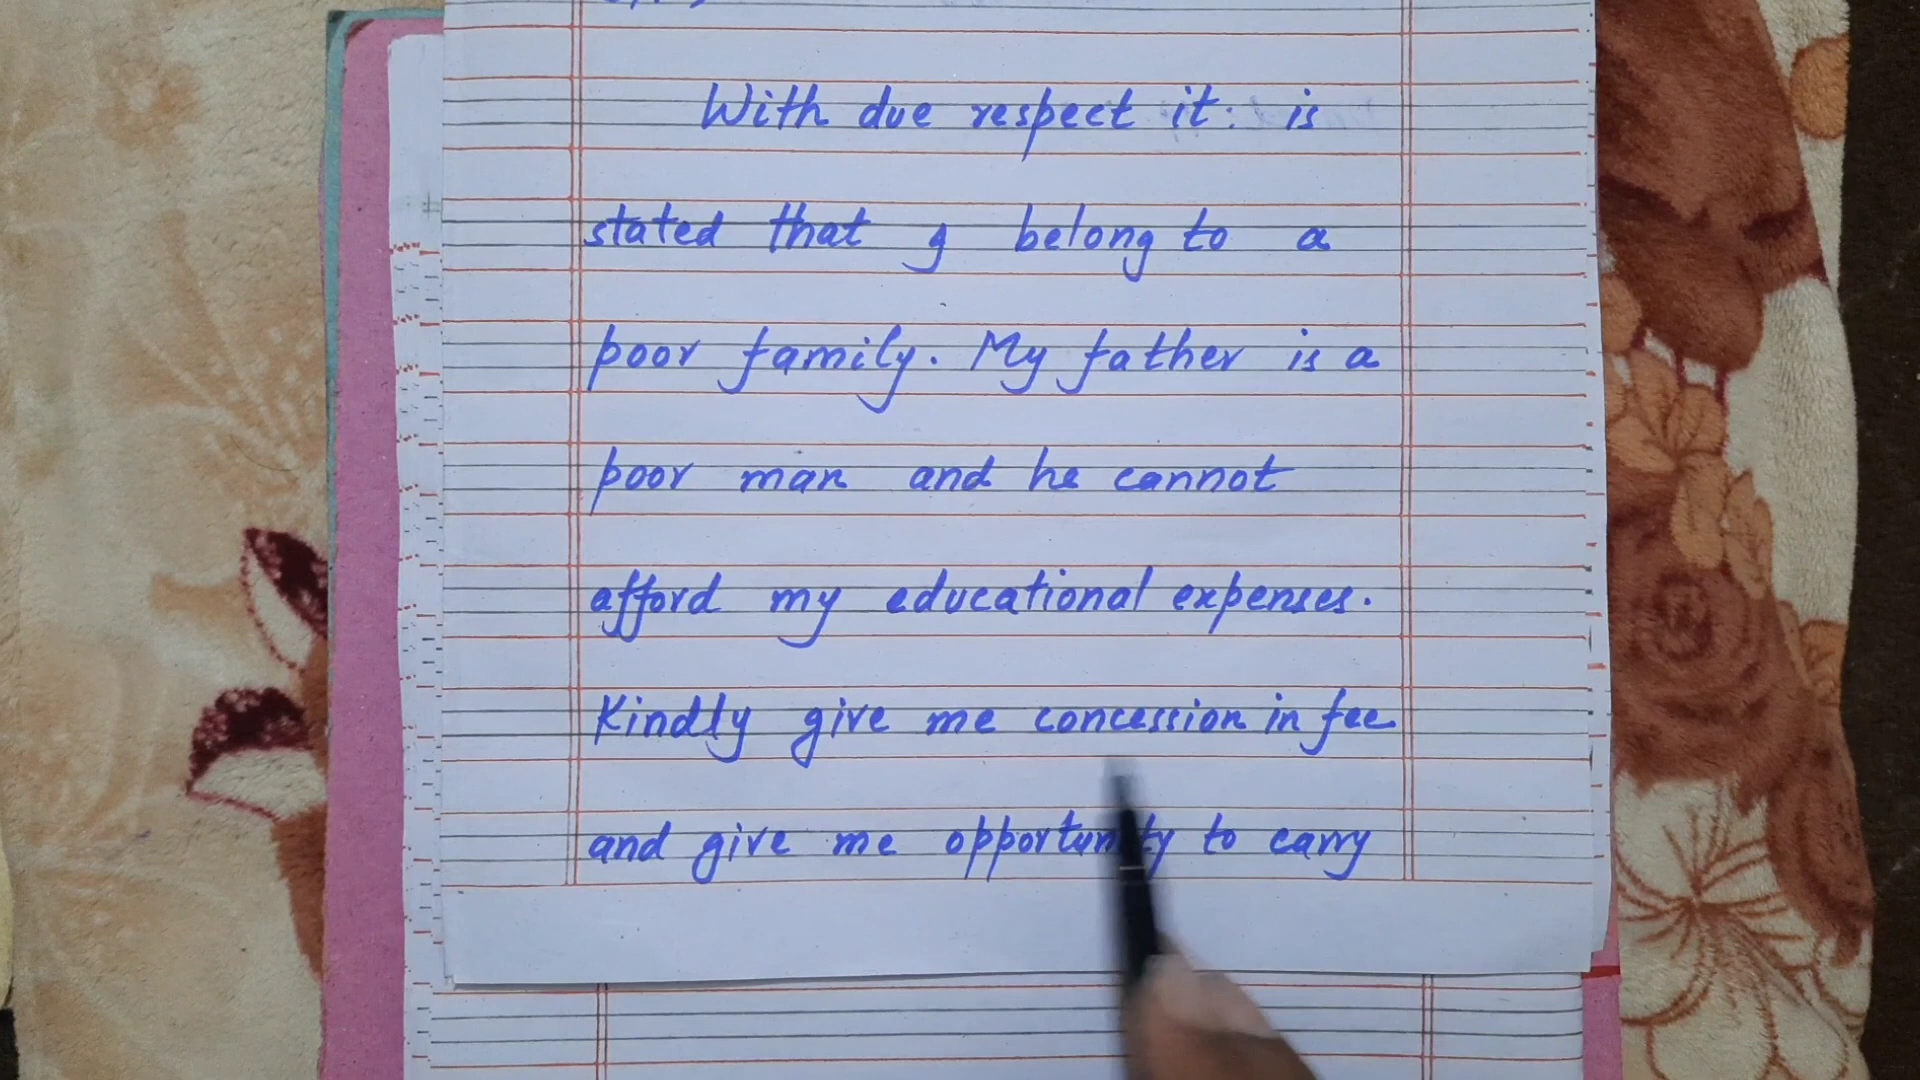 With due respect it: is
stated that I belong to a
poor family. My father is a
poor man and he cannot
afford my educational expenses.
Kindly give me concession in fee
and give me opportunity to carry